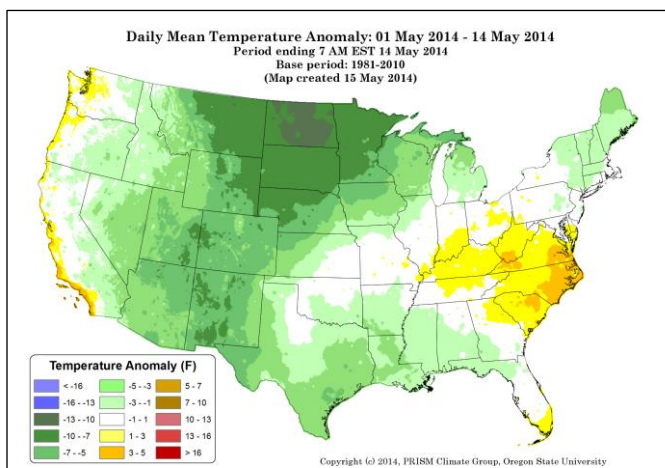 Daily Mean Temperature Anomaly: 01 May 2014 - 14 May 2014
Period ending 7 AM EST 14 May 2014
Base period: 1981-2010
(Map created 15 May 2014)
Temperature Anomaly (F)
< -16
-5 - -3
5 - 7
-16 - -13
-3 - -1
7 - 10
-13 - -10
-1 - 1
10 - 13
-10 - -7
1 - 3
13 - 16
-7 - -5
3 - 5
> 16
Copyright (c) 2014, PRISM Climate Group, Oregon State University